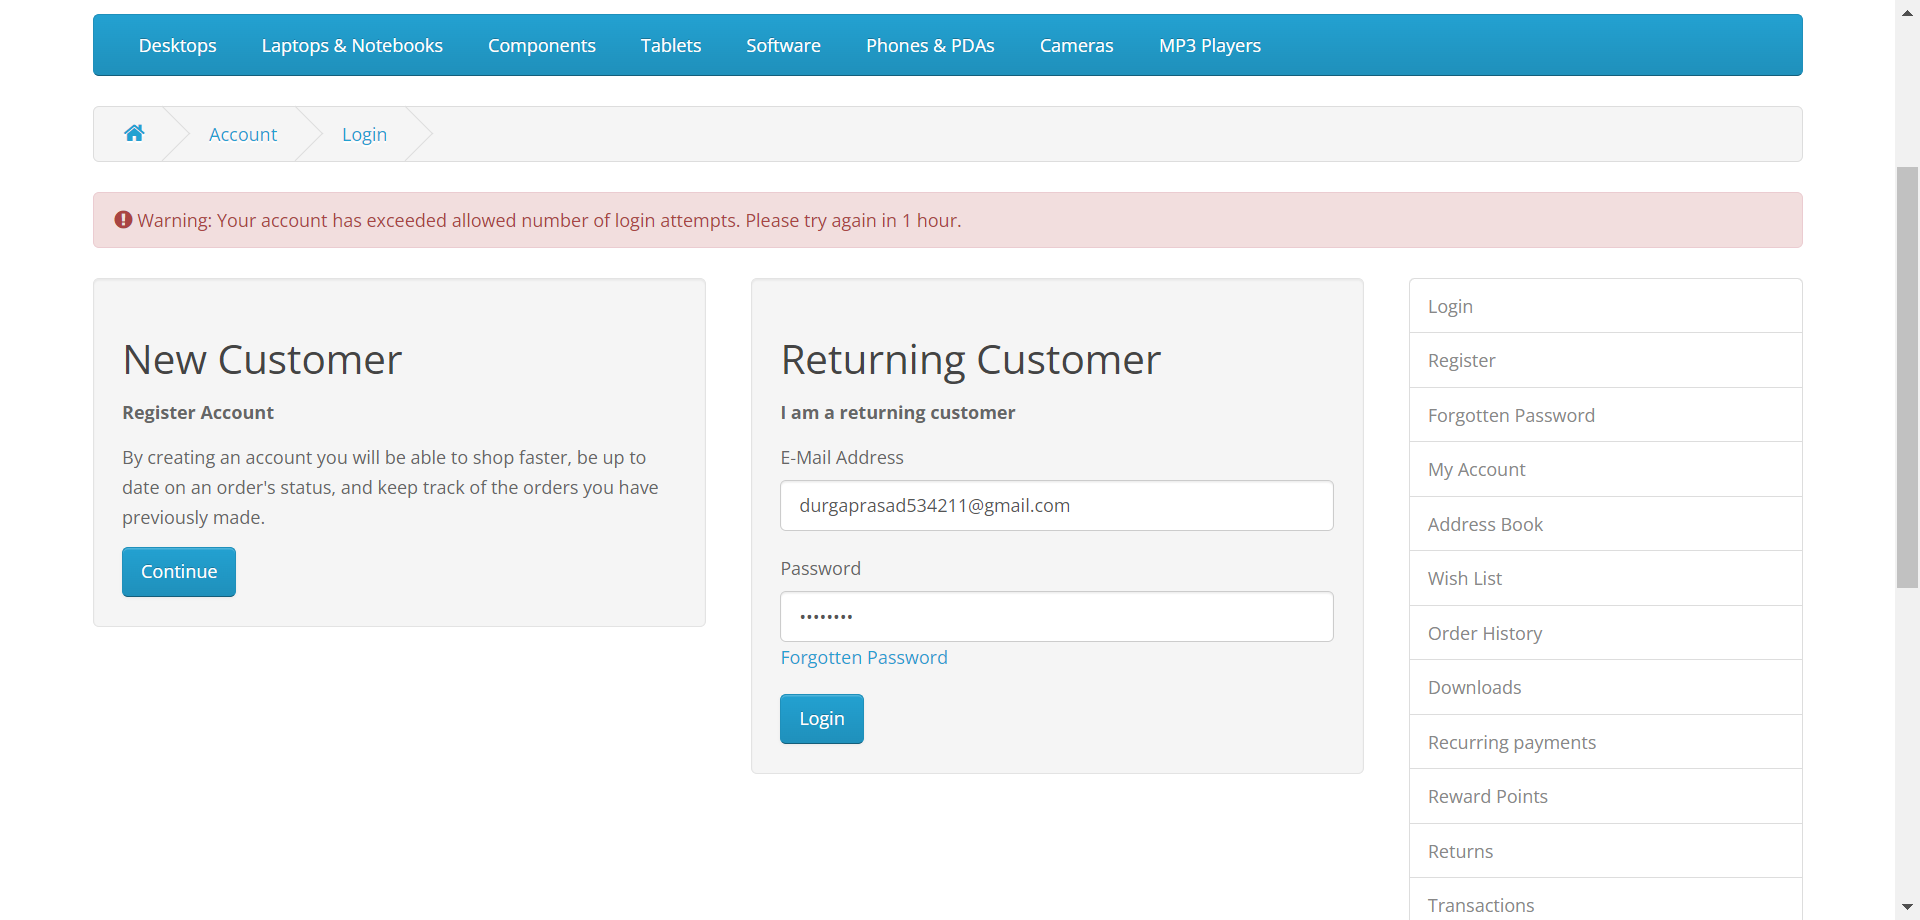 Desktops Laptops & Notebooks Components Tablets Software Phones & PDAs Cameras MP3 Players
Account Login
Warning: Your account has exceeded allowed number of login attempts. Please try again in 1 hour.
New Customer
Register Account
By creating an account you will be able to shop faster, be up to
date on an order's status, and keep track of the orders you have
previously made.
Continue
Returning Customer
I am a returning customer
E-Mail Address
durgaprasad534211@gmail.com
Password
••••••••
Forgotten Password
Login
Login
Register
Forgotten Password
My Account
Address Book
Wish List
Order History
Downloads
Recurring payments
Reward Points
Returns
Transactions